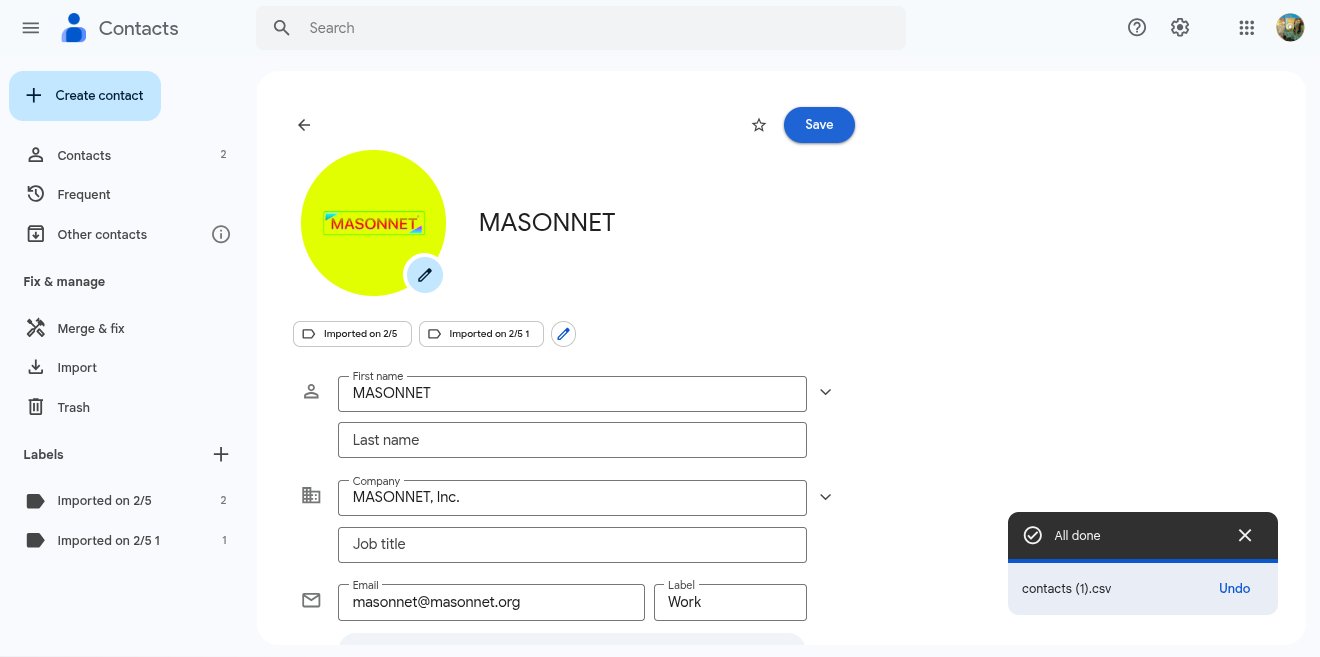 Contacts
Search
Create contact
Contacts 2
Frequent
Other contacts
Fix & manage
Merge & fix
Import
Trash
Labels
Imported on 2/5 2
Imported on 2/5 1 1
Save
MASONNET
MASONNET
Imported on 2/5
Imported on 2/5 1
First name
MASONNET
Last name
Company
MASONNET, Inc.
Job title
Email
masonnet@masonnet.org
Label
Work
All done
contacts (1).csv
Undo